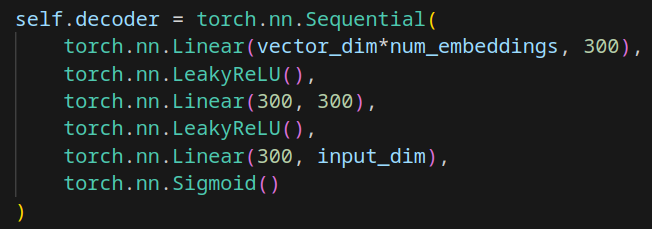 self.decoder = torch.nn.Sequential(
    torch.nn.Linear(vector_dim*num_embeddings, 300),
    torch.nn.LeakyReLU(),
    torch.nn.Linear(300, 300),
    torch.nn.LeakyReLU(),
    torch.nn.Linear(300, input_dim),
    torch.nn.Sigmoid()
)